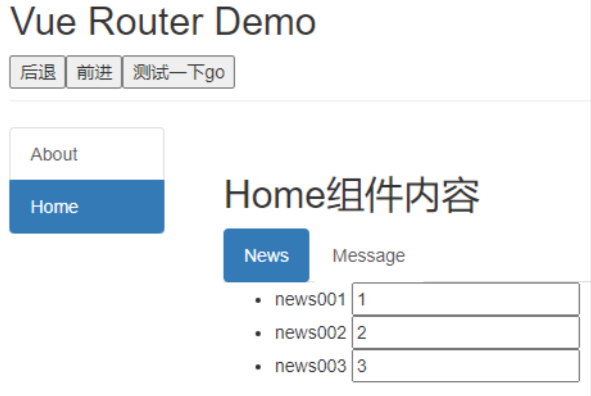 Vue Router Demo
后退 前进 测试一下go
About
Home
Home组件内容
News Message
news001 1
news002 2
news003 3